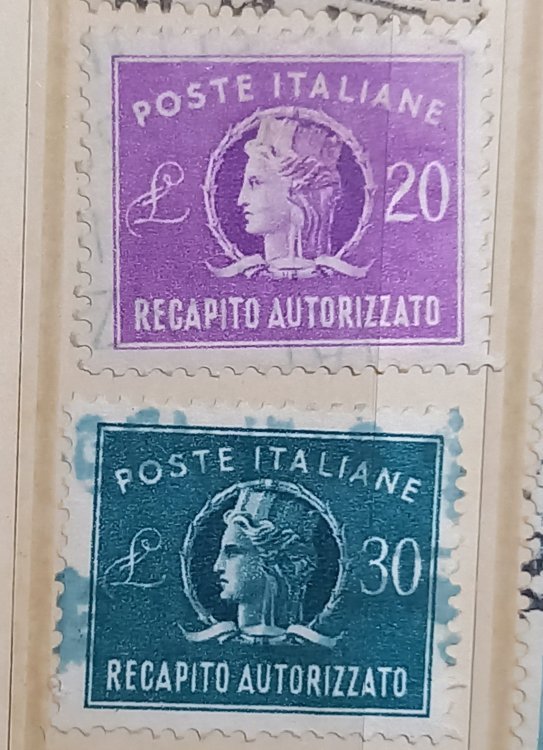 POSTE ITALIANE
£ 20
RECAPITO AUTORIZZATO
POSTE ITALIANE
£ 30
RECAPITO AUTORIZZATO